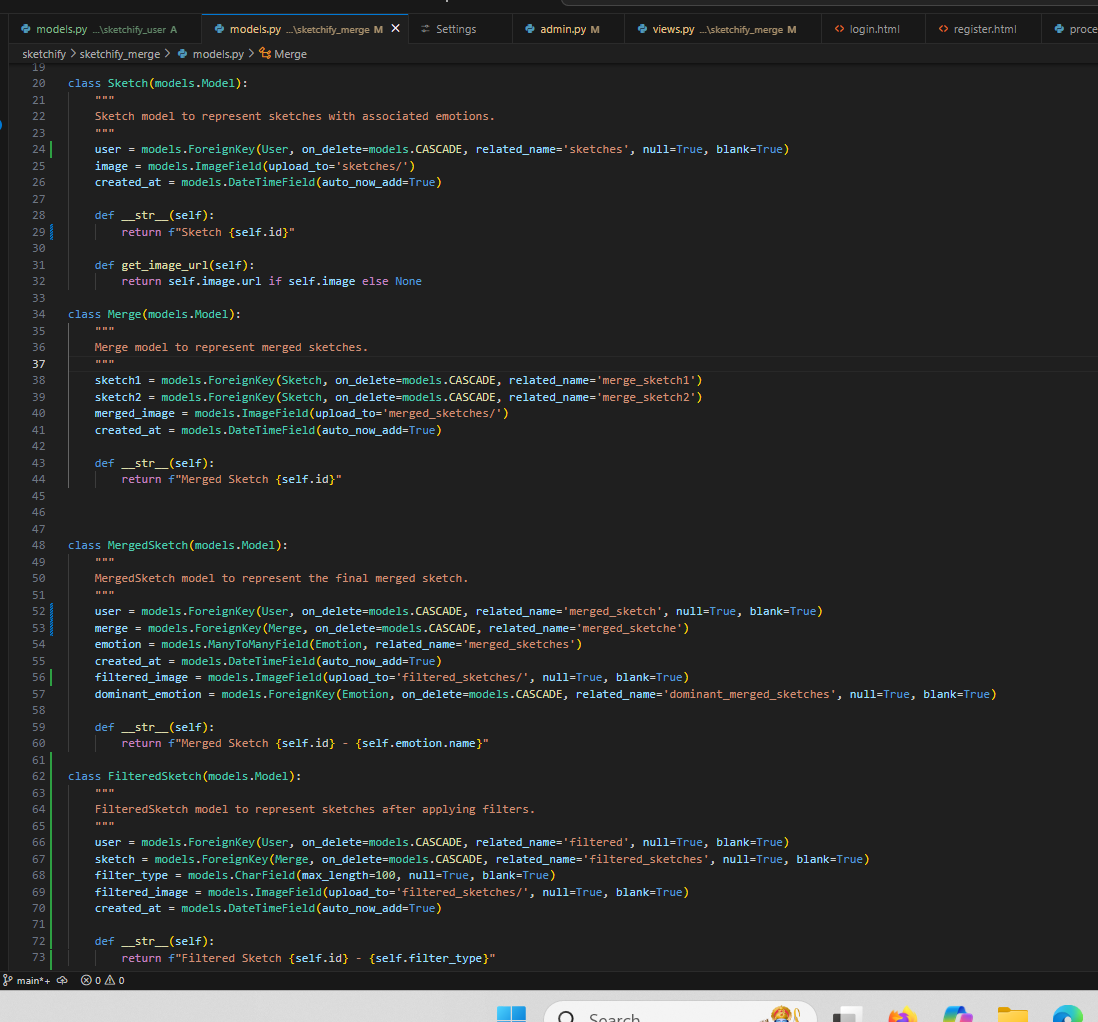 models.py ...\sketchify_user A models.py ...\sketchify_merge M Settings admin.py M views.py ...\sketchify_merge M login.html register.html proce
sketchify > sketchify_merge > models.py > Merge
19
20 class Sketch(models.Model):
21 """
22 Sketch model to represent sketches with associated emotions.
23 """
24 user = models.ForeignKey(User, on_delete=models.CASCADE, related_name='sketches', null=True, blank=True)
25 image = models.ImageField(upload_to='sketches/')
26 created_at = models.DateTimeField(auto_now_add=True)
27
28 def __str__(self):
29 return f"Sketch {self.id}"
30
31 def get_image_url(self):
32 return self.image.url if self.image else None
33
34 class Merge(models.Model):
35 """
36 Merge model to represent merged sketches.
37 """
38 sketch1 = models.ForeignKey(Sketch, on_delete=models.CASCADE, related_name='merge_sketch1')
39 sketch2 = models.ForeignKey(Sketch, on_delete=models.CASCADE, related_name='merge_sketch2')
40 merged_image = models.ImageField(upload_to='merged_sketches/')
41 created_at = models.DateTimeField(auto_now_add=True)
42
43 def __str__(self):
44 return f"Merged Sketch {self.id}"
45
46
47
48 class MergedSketch(models.Model):
49 """
50 MergedSketch model to represent the final merged sketch.
51 """
52 user = models.ForeignKey(User, on_delete=models.CASCADE, related_name='merged_sketch', null=True, blank=True)
53 merge = models.ForeignKey(Merge, on_delete=models.CASCADE, related_name='merged_sketche')
54 emotion = models.ManyToManyField(Emotion, related_name='merged_sketches')
55 created_at = models.DateTimeField(auto_now_add=True)
56 filtered_image = models.ImageField(upload_to='filtered_sketches/', null=True, blank=True)
57 dominant_emotion = models.ForeignKey(Emotion, on_delete=models.CASCADE, related_name='dominant_merged_sketches', null=True, blank=True)
58
59 def __str__(self):
60 return f"Merged Sketch {self.id} - {self.emotion.name}"
61
62 class FilteredSketch(models.Model):
63 """
64 FilteredSketch model to represent sketches after applying filters.
65 """
66 user = models.ForeignKey(User, on_delete=models.CASCADE, related_name='filtered', null=True, blank=True)
67 sketch = models.ForeignKey(Merge, on_delete=models.CASCADE, related_name='filtered_sketches', null=True, blank=True)
68 filter_type = models.CharField(max_length=100, null=True, blank=True)
69 filtered_image = models.ImageField(upload_to='filtered_sketches/', null=True, blank=True)
70 created_at = models.DateTimeField(auto_now_add=True)
71
72 def __str__(self):
73 return f"Filtered Sketch {self.id} - {self.filter_type}"
main*+ 0 0
Search